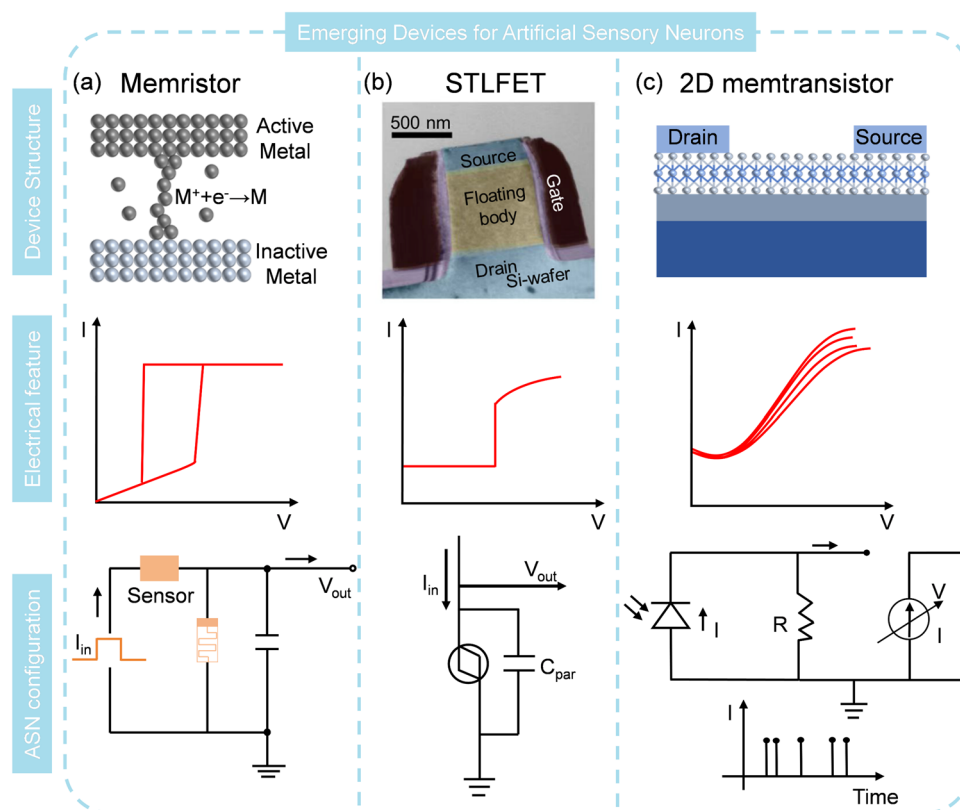 Emerging Devices for Artificial Sensory Neurons
Device Structure
(a) Memristor
Active
Metal
M⁺+e⁻→M
Inactive
Metal
(b) STLFET
500 nm
Source
Floating
body
Gate
Drain
Si-wafer
(c) 2D memtransistor
Drain
Source
Electrical feature
I
V
I
V
I
V
ASN configuration
Sensor
I_in
V_out
I_in
V_out
C_par
I
R
V
I
I
Time